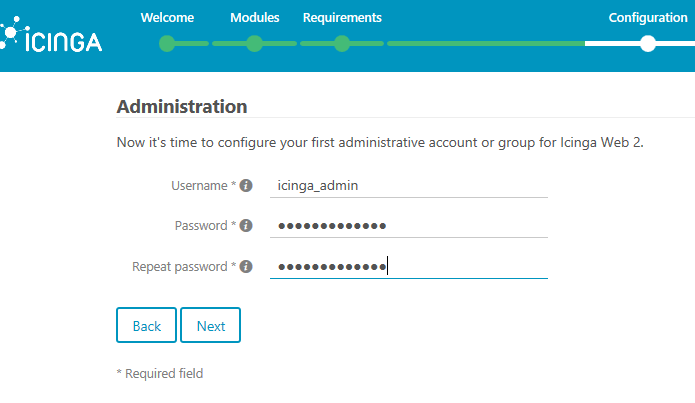 Welcome Modules Requirements Configuration
ICINGA
Administration
Now it's time to configure your first administrative account or group for Icinga Web 2.
Username * icinga_admin
Password * ●●●●●●●●●●●●●
Repeat password * ●●●●●●●●●●●●●
Back Next
* Required field